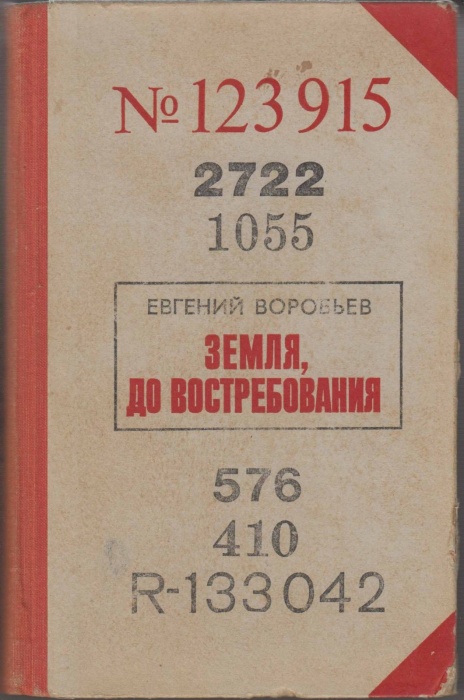 № 123 915
2722
1055
ЕВГЕНИЙ ВОРОБЬЕВ
ЗЕМЛЯ,
ДО ВОСТРЕБОВАНИЯ
576
410
R-133042